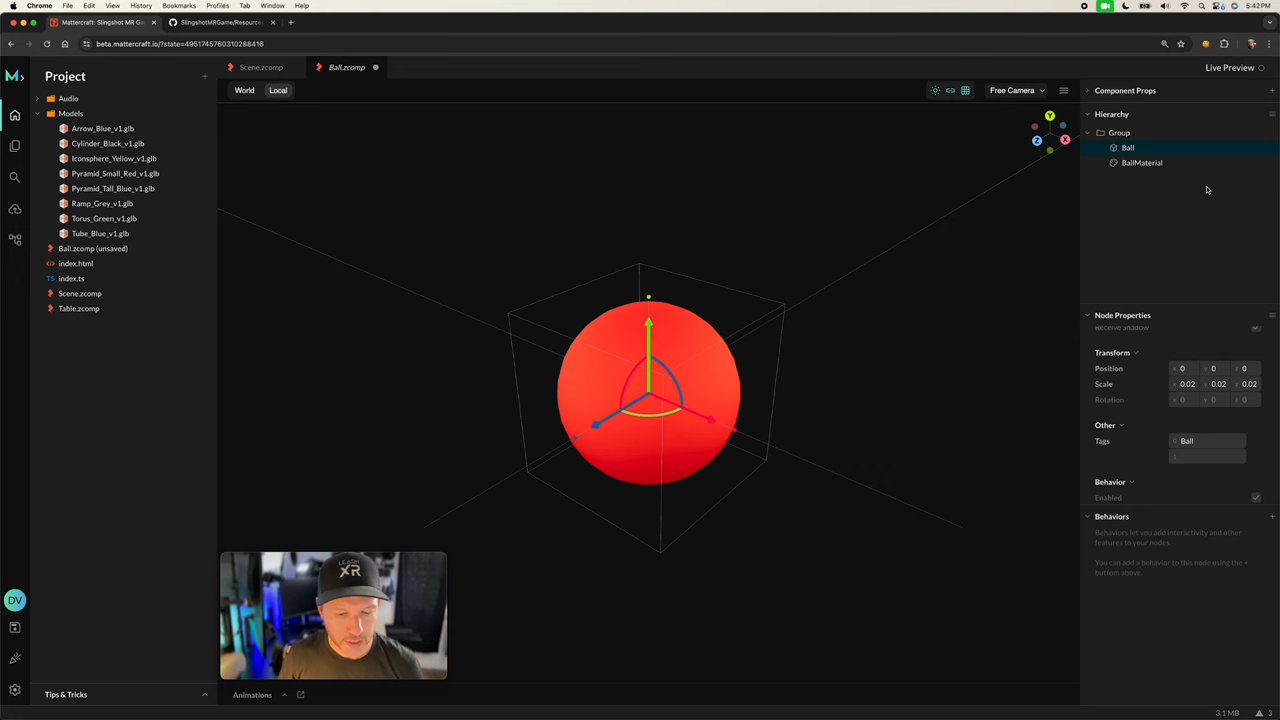 Chrome File Edit View History Bookmarks Profiles Tab Window Help 5:42 PM
Mattercraft: Slingshot MR Ga SlingshotMRGame/Resource
beta.mattercraft.io/?state=4951745760310288416
Project
Audio
Models
Arrow_Blue_v1.glb
Cylinder_Black_v1.glb
Iconsphere_Yellow_v1.glb
Pyramid_Small_Red_v1.glb
Pyramid_Tall_Blue_v1.glb
Ramp_Grey_v1.glb
Torus_Green_v1.glb
Tube_Blue_v1.glb
Ball.zcomp (unsaved)
index.html
index.ts
Scene.zcomp
Table.zcomp
DV
Tips & Tricks
Scene.zcomp Ball.zcomp
World Local
Free Camera
Y
Z X
LEARN
XR
Animations
Live Preview
Component Props
Hierarchy
Group
Ball
BallMaterial
Node Properties
Receive Shadow
Transform
Position X 0 Y 0 Z 0
Scale X 0.02 Y 0.02 Z 0.02
Rotation X 0 Y 0 Z 0
Other
Tags 0 Ball
1
Behavior
Enabled
Behaviors
Behaviors let you add interactivity and other
features to your nodes.
You can add a behavior to this node using the +
buttom above.
3.1 MB 3